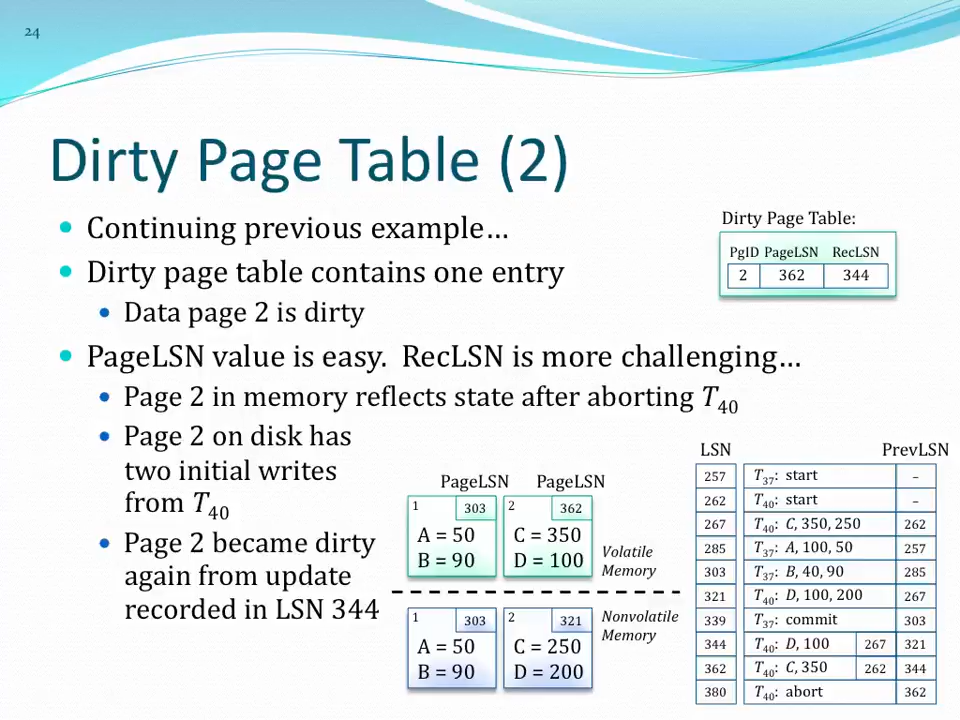 24
Dirty Page Table (2)
Continuing previous example…
Dirty page table contains one entry
Data page 2 is dirty
PageLSN value is easy. RecLSN is more challenging…
Page 2 in memory reflects state after aborting T40
Page 2 on disk has
two initial writes
from T40
Page 2 became dirty
again from update
recorded in LSN 344
Dirty Page Table:
PgID PageLSN RecLSN
2 362 344
PageLSN PageLSN
1 303 2 362
A = 50 C = 350
B = 90 D = 100
Volatile
Memory
Nonvolatile
Memory
1 303 2 321
A = 50 C = 250
B = 90 D = 200
LSN PrevLSN
257 T37: start –
262 T40: start –
267 T40: C, 350, 250 262
285 T37: A, 100, 50 257
303 T37: B, 40, 90 285
321 T40: D, 100, 200 267
339 T37: commit 303
344 T40: D, 100 267 321
362 T40: C, 350 262 344
380 T40: abort 362